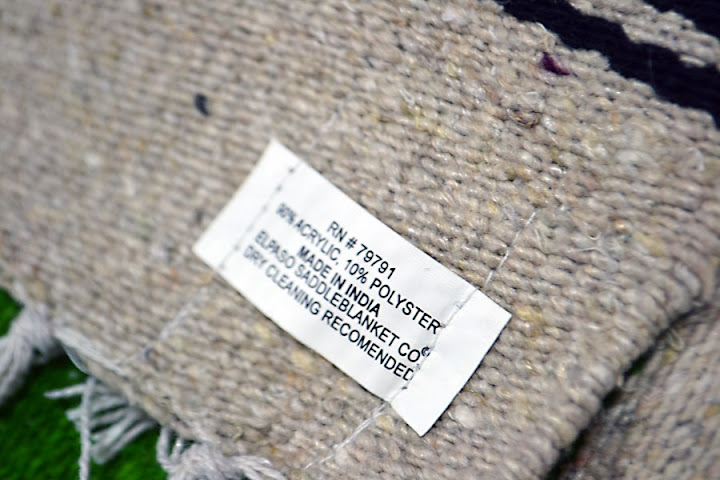 RN # 79791
90% ACRYLIC, 10% POLYSTER
MADE IN INDIA
ELPASO SADDLEBLANKET CO©
DRY CLEANING RECOMENDED